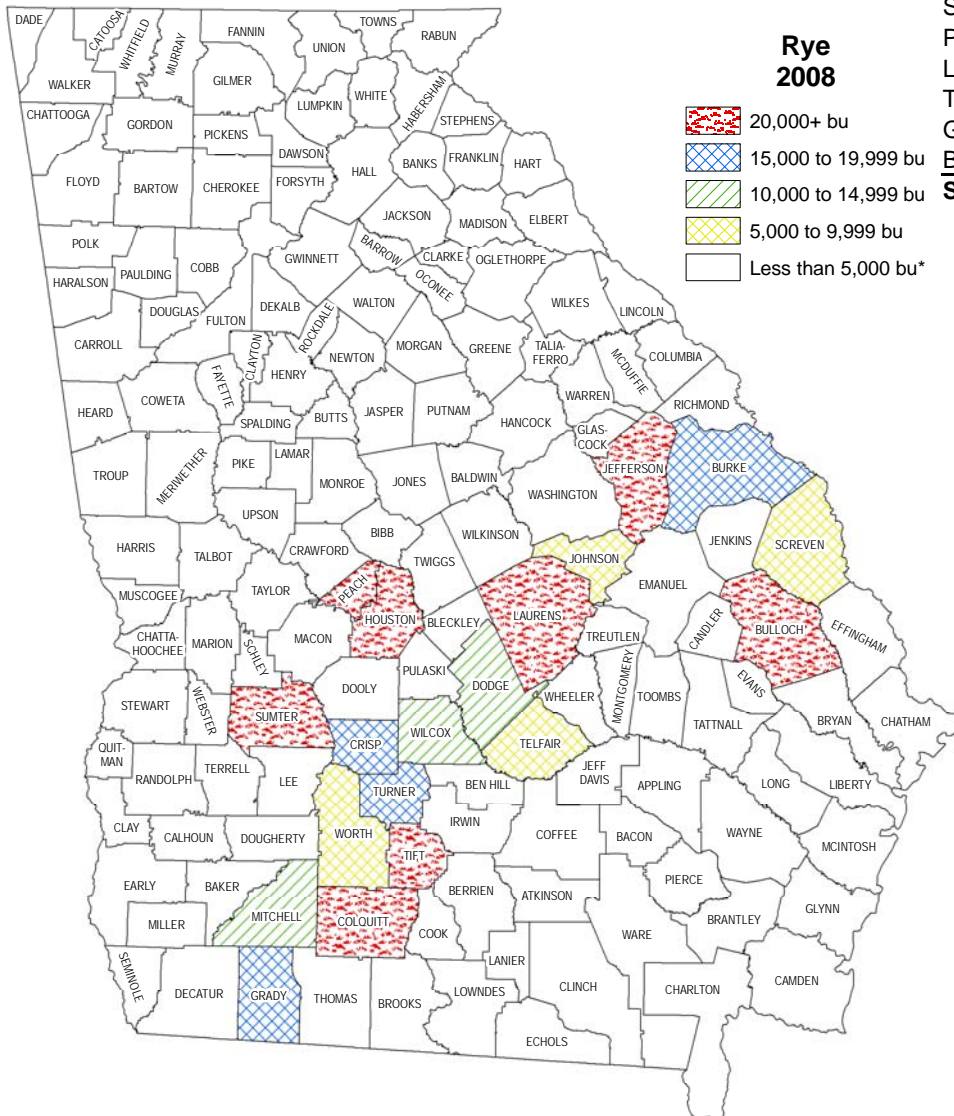 Rye
2008
20,000+ bu
15,000 to 19,999 bu
10,000 to 14,999 bu
5,000 to 9,999 bu
Less than 5,000 bu*
S
P
L
T
G
B
S
DADE
CATOOSA
WHITFIELD
MURRAY
FANNIN
UNION
TOWNS
RABUN
WALKER
GILMER
LUMPKIN
WHITE
HABERSHAM
STEPHENS
CHATTOOGA
GORDON
PICKENS
DAWSON
HALL
BANKS
FRANKLIN
HART
FLOYD
BARTOW
CHEROKEE
FORSYTH
JACKSON
MADISON
ELBERT
POLK
PAULDING
COBB
GWINNETT
BARROW
CLARKE
OCONEE
OGLETHORPE
HARALSON
DOUGLAS
FULTON
DEKALB
ROCKDALE
WALTON
WILKES
LINCOLN
CARROLL
CLAYTON
HENRY
NEWTON
MORGAN
GREENE
TALIA-
FERRO
MCDUFFIE
COLUMBIA
HEARD
COWETA
FAYETTE
SPALDING
BUTTS
JASPER
PUTNAM
HANCOCK
WARREN
RICHMOND
GLAS-
COCK
TROUP
MERIWETHER
PIKE
LAMAR
MONROE
JONES
BALDWIN
WASHINGTON
JEFFERSON
BURKE
UPSON
HARRIS
TALBOT
CRAWFORD
BIBB
TWIGGS
WILKINSON
JOHNSON
JENKINS
SCREVEN
MUSCOGEE
TAYLOR
PEACH
HOUSTON
BLECKLEY
LAURENS
EMANUEL
CHATTA-
HOOCHEE
MARION
SCHLEY
MACON
PULASKI
TREUTLEN
CANDLER
BULLOCH
EFFINGHAM
STEWART
WEBSTER
SUMTER
DOOLY
DODGE
WHEELER
MONTGOMERY
TOOMBS
TATTNALL
EVANS
BRYAN
CHATHAM
QUIT-
MAN
RANDOLPH
TERRELL
LEE
CRISP
WILCOX
TELFAIR
JEFF
DAVIS
APPLING
LONG
LIBERTY
TURNER
BEN HILL
CLAY
CALHOUN
DOUGHERTY
WORTH
IRWIN
COFFEE
BACON
WAYNE
MCINTOSH
TIFT
EARLY
BAKER
MITCHELL
COLQUITT
BERRIEN
ATKINSON
PIERCE
BRANTLEY
GLYNN
MILLER
COOK
WARE
SEMINOLE
DECATUR
GRADY
THOMAS
BROOKS
LOWNDES
LANIER
CLINCH
CHARLTON
CAMDEN
ECHOLS